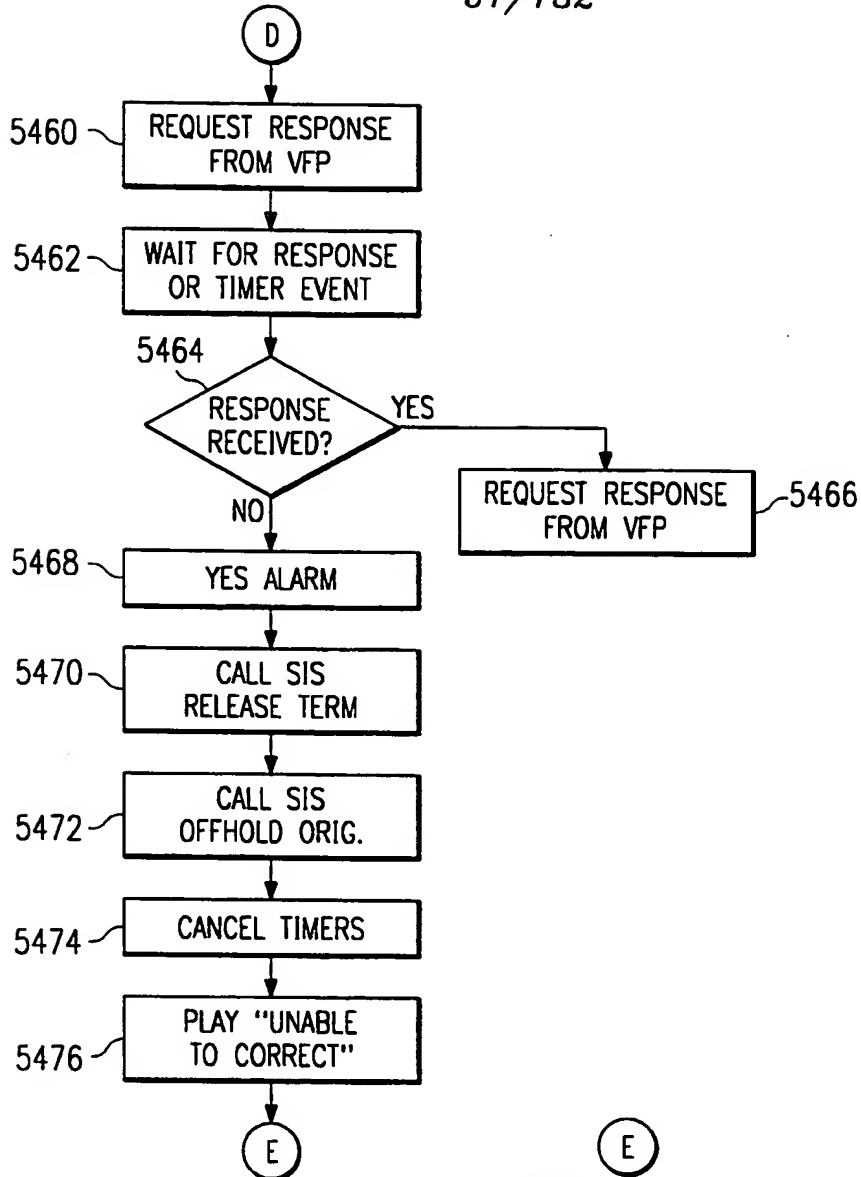 D
5460
REQUEST RESPONSE
FROM VFP
5462
WAIT FOR RESPONSE
OR TIMER EVENT
5464
RESPONSE
RECEIVED?
YES
NO
REQUEST RESPONSE
FROM VFP
5466
5468
YES ALARM
5470
CALL SIS
RELEASE TERM
5472
CALL SIS
OFFHOLD ORIG.
5474
CANCEL TIMERS
5476
PLAY "UNABLE
TO CORRECT"
E
E